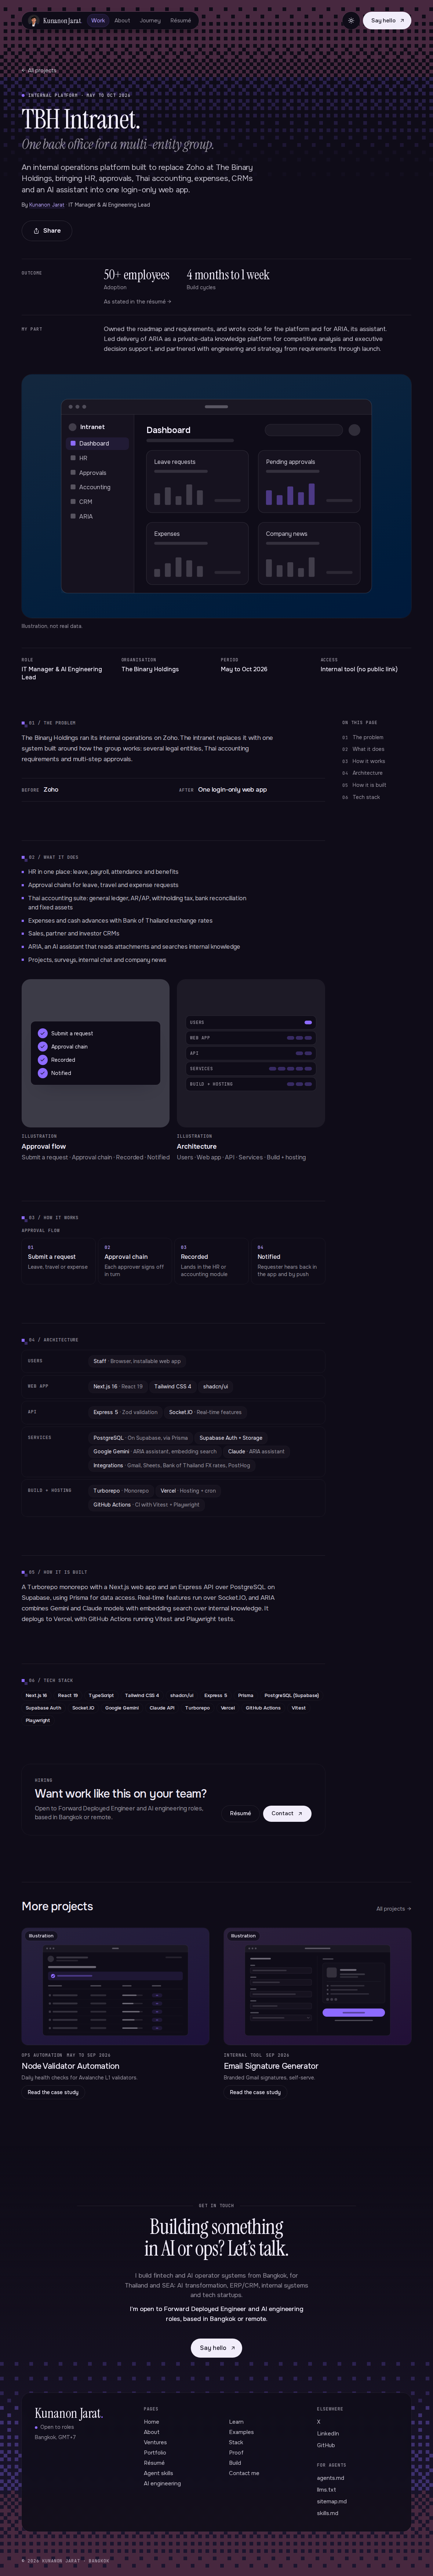 Kunanon Jarat
Work
About
Journey
Résumé
Say hello
← All projects
INTERNAL PLATFORM · MAY TO OCT 2026
TBH Intranet.
One back office for a multi-entity group.
An internal operations platform built to replace Zoho at The Binary
Holdings, bringing HR, approvals, Thai accounting, expenses, CRMs
and an AI assistant into one login-only web app.
By Kunanon Jarat · IT Manager & AI Engineering Lead
Share
OUTCOME
50+ employees
Adoption
4 months to 1 week
Build cycles
As stated in the résumé →
MY PART
Owned the roadmap and requirements, and wrote code for the platform and for ARIA, its assistant.
Led delivery of ARIA as a private-data knowledge platform for competitive analysis and executive
decision support, and partnered with engineering and strategy from requirements through launch.
Intranet
Dashboard
HR
Approvals
Accounting
CRM
ARIA
Dashboard
Leave requests
Pending approvals
Expenses
Company news
Illustration, not real data
ROLE
IT Manager & AI Engineering
Lead
ORGANISATION
The Binary Holdings
PERIOD
May to Oct 2026
ACCESS
Internal tool (no public link)
01 / THE PROBLEM
The Binary Holdings ran its internal operations on Zoho. The intranet replaces it with one
system built around how the group works: several legal entities, Thai accounting
requirements and multi-step approvals.
BEFORE Zoho
AFTER One login-only web app
ON THIS PAGE
01 The problem
02 What it does
03 How it works
04 Architecture
05 How it is built
06 Tech stack
02 / WHAT IT DOES
HR in one place: leave, payroll, attendance and benefits
Approval chains for leave, travel and expense requests
Thai accounting suite: general ledger, AR/AP, withholding tax, bank reconciliation
and fixed assets
Expenses and cash advances with Bank of Thailand exchange rates
Sales, partner and investor CRMs
ARIA, an AI assistant that reads attachments and searches internal knowledge
Projects, surveys, internal chat and company news
Submit a request
Approval chain
Recorded
Notified
USERS
WEB APP
API
SERVICES
BUILD + HOSTING
ILLUSTRATION
Approval flow
Submit a request · Approval chain · Recorded · Notified
ILLUSTRATION
Architecture
Users · Web app · API · Services · Build + hosting
03 / HOW IT WORKS
APPROVAL FLOW
01
Submit a request
Leave, travel or expense
02
Approval chain
Each approver signs off
in turn
03
Recorded
Lands in the HR or
accounting module
04
Notified
Requester hears back in
the app and by push
04 / ARCHITECTURE
USERS
Staff · Browser, installable web app
WEB APP
Next.js 16 · React 19
Tailwind CSS 4
shadcn/ui
API
Express 5 · Zod validation
Socket.IO · Real-time features
SERVICES
PostgreSQL · On Supabase, via Prisma
Supabase Auth + Storage
Google Gemini · ARIA assistant, embedding search
Claude · ARIA assistant
Integrations · Gmail, Sheets, Bank of Thailand FX rates, PostHog
BUILD + HOSTING
Turborepo · Monorepo
Vercel · Hosting + cron
GitHub Actions · CI with Vitest + Playwright
05 / HOW IT IS BUILT
A Turborepo monorepo with a Next.js web app and an Express API over PostgreSQL on
Supabase, using Prisma for data access. Real-time features run over Socket.IO, and ARIA
combines Gemini and Claude models with embedding search over internal knowledge. It
deploys to Vercel, with GitHub Actions running Vitest and Playwright tests.
06 / TECH STACK
Next.js 16
React 19
TypeScript
Tailwind CSS 4
shadcn/ui
Express 5
Prisma
PostgreSQL (Supabase)
Supabase Auth
Socket.IO
Google Gemini
Claude API
Turborepo
Vercel
GitHub Actions
Vitest
Playwright
HIRING
Want work like this on your team?
Open to Forward Deployed Engineer and AI engineering roles,
based in Bangkok or remote.
Résumé
Contact
More projects
All projects →
Illustration
OPS AUTOMATION MAY TO SEP 2026
Node Validator Automation
Daily health checks for Avalanche L1 validators.
Read the case study
Illustration
INTERNAL TOOL SEP 2026
Email Signature Generator
Branded Gmail signatures, self-serve.
Read the case study
GET IN TOUCH
Building something
in AI or ops? Let's talk.
I build fintech and AI operator systems from Bangkok, for
Thailand and SEA: AI transformation, ERP/CRM, internal systems
and tech startups.
I'm open to Forward Deployed Engineer and AI engineering
roles, based in Bangkok or remote.
Say hello
Kunanon Jarat.
Open to roles
Bangkok, GMT+7
PAGES
Home
About
Ventures
Portfolio
Résumé
Agent skills
AI engineering
Learn
Examples
Stack
Proof
Build
Contact me
ELSEWHERE
X
LinkedIn
GitHub
FOR AGENTS
agents.md
llms.txt
sitemap.md
skills.md
© 2026 KUNANON JARAT · BANGKOK